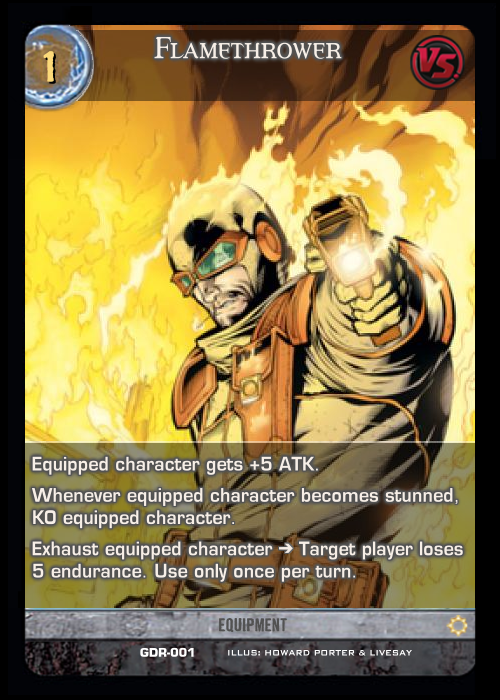 1
Flamethrower
VS
Equipped character gets +5 ATK.
Whenever equipped character becomes stunned,
KO equipped character.
Exhaust equipped character → Target player loses
5 endurance. Use only once per turn.
EQUIPMENT
GDR-001 ILLUS: HOWARD PORTER & LIVESAY